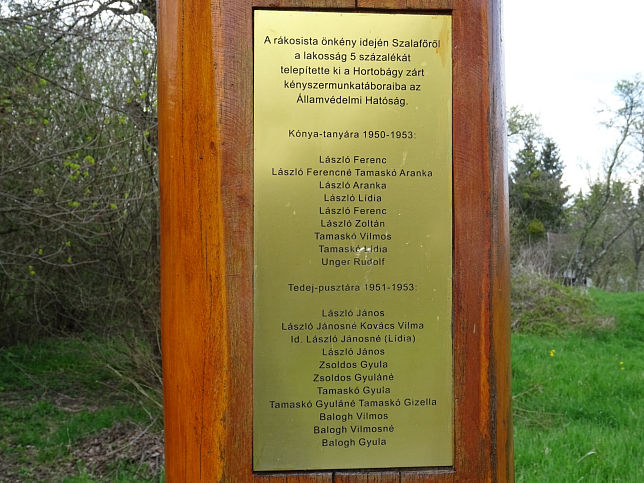 A rákosista önkény idején Szalafőről
a lakosság 5 százalékát
telepítette ki a Hortobágy zárt
kényszermunkatáboraiba az
Államvédelmi Hatóság.
Kónya-tanyára 1950-1953:
László Ferenc
László Ferencné Tamaskó Aranka
László Aranka
László Lídia
László Ferenc
László Zoltán
Tamaskó Vilmos
Tamaskó Lídia
Unger Rudolf
Tedej-pusztára 1951-1953:
László János
László Jánosné Kovács Vilma
Id. László Jánosné (Lídia)
László János
Zsoldos Gyula
Zsoldos Gyuláné
Tamaskó Gyula
Tamaskó Gyuláné Tamaskó Gizella
Balogh Vilmos
Balogh Vilmosné
Balogh Gyula